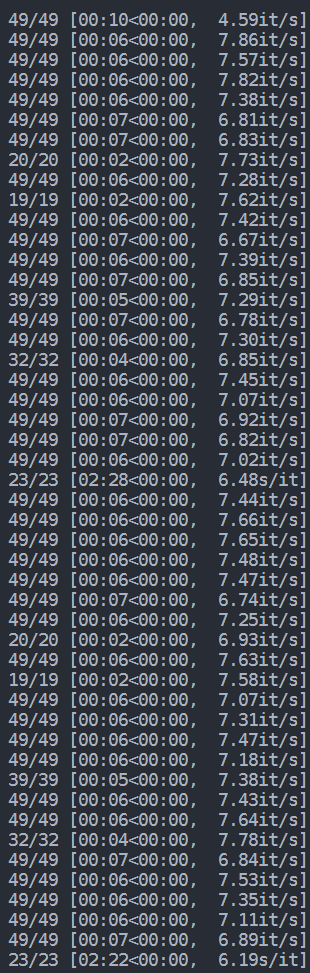 49/49 [00:10<00:00,  4.59it/s]
49/49 [00:06<00:00,  7.86it/s]
49/49 [00:06<00:00,  7.57it/s]
49/49 [00:06<00:00,  7.82it/s]
49/49 [00:06<00:00,  7.38it/s]
49/49 [00:07<00:00,  6.81it/s]
49/49 [00:07<00:00,  6.83it/s]
20/20 [00:02<00:00,  7.73it/s]
49/49 [00:06<00:00,  7.28it/s]
19/19 [00:02<00:00,  7.62it/s]
49/49 [00:06<00:00,  7.42it/s]
49/49 [00:07<00:00,  6.67it/s]
49/49 [00:06<00:00,  7.39it/s]
49/49 [00:07<00:00,  6.85it/s]
39/39 [00:05<00:00,  7.29it/s]
49/49 [00:07<00:00,  6.78it/s]
49/49 [00:06<00:00,  7.30it/s]
32/32 [00:04<00:00,  6.85it/s]
49/49 [00:06<00:00,  7.45it/s]
49/49 [00:06<00:00,  7.07it/s]
49/49 [00:07<00:00,  6.92it/s]
49/49 [00:07<00:00,  6.82it/s]
49/49 [00:06<00:00,  7.02it/s]
23/23 [02:28<00:00,  6.48s/it]
49/49 [00:06<00:00,  7.44it/s]
49/49 [00:06<00:00,  7.66it/s]
49/49 [00:06<00:00,  7.65it/s]
49/49 [00:06<00:00,  7.48it/s]
49/49 [00:06<00:00,  7.47it/s]
49/49 [00:07<00:00,  6.74it/s]
49/49 [00:06<00:00,  7.25it/s]
20/20 [00:02<00:00,  6.93it/s]
49/49 [00:06<00:00,  7.63it/s]
19/19 [00:02<00:00,  7.58it/s]
49/49 [00:06<00:00,  7.07it/s]
49/49 [00:06<00:00,  7.31it/s]
49/49 [00:06<00:00,  7.47it/s]
49/49 [00:06<00:00,  7.18it/s]
39/39 [00:05<00:00,  7.38it/s]
49/49 [00:06<00:00,  7.43it/s]
49/49 [00:06<00:00,  7.64it/s]
32/32 [00:04<00:00,  7.78it/s]
49/49 [00:07<00:00,  6.84it/s]
49/49 [00:06<00:00,  7.53it/s]
49/49 [00:06<00:00,  7.35it/s]
49/49 [00:06<00:00,  7.11it/s]
49/49 [00:07<00:00,  6.89it/s]
23/23 [02:22<00:00,  6.19s/it]